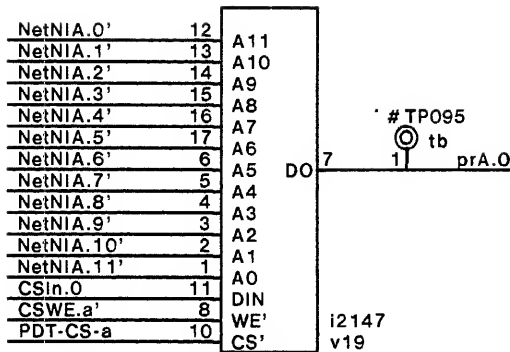 NetNIA.0' 12 A11
NetNIA.1' 13 A10
NetNIA.2' 14 A9
NetNIA.3' 15 A8
NetNIA.4' 16 A7
NetNIA.5' 17 A6
NetNIA.6' 6 A5 DO 7 1 prA.0
# TP095
tb
NetNIA.7' 5 A4
NetNIA.8' 4 A3
NetNIA.9' 3 A2
NetNIA.10' 2 A1
NetNIA.11' 1 A0
CSIn.0 11 DIN
CSWE.a' 8 WE' i2147
PDT-CS-a 10 CS' v19